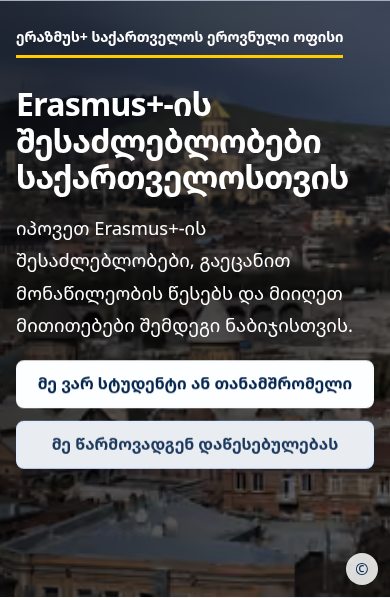 ერაზმუს+ საქართველოს ეროვნული ოფისი
Erasmus+-ის
შესაძლებლობები
საქართველოსთვის
იპოვეთ Erasmus+-ის
შესაძლებლობები, გაეცანით
მონაწილეობის წესებს და მიიღეთ
მითითებები შემდეგი ნაბიჯისთვის.
მე ვარ სტუდენტი ან თანამშრომელი
მე წარმოვადგენ დაწესებულებას
©